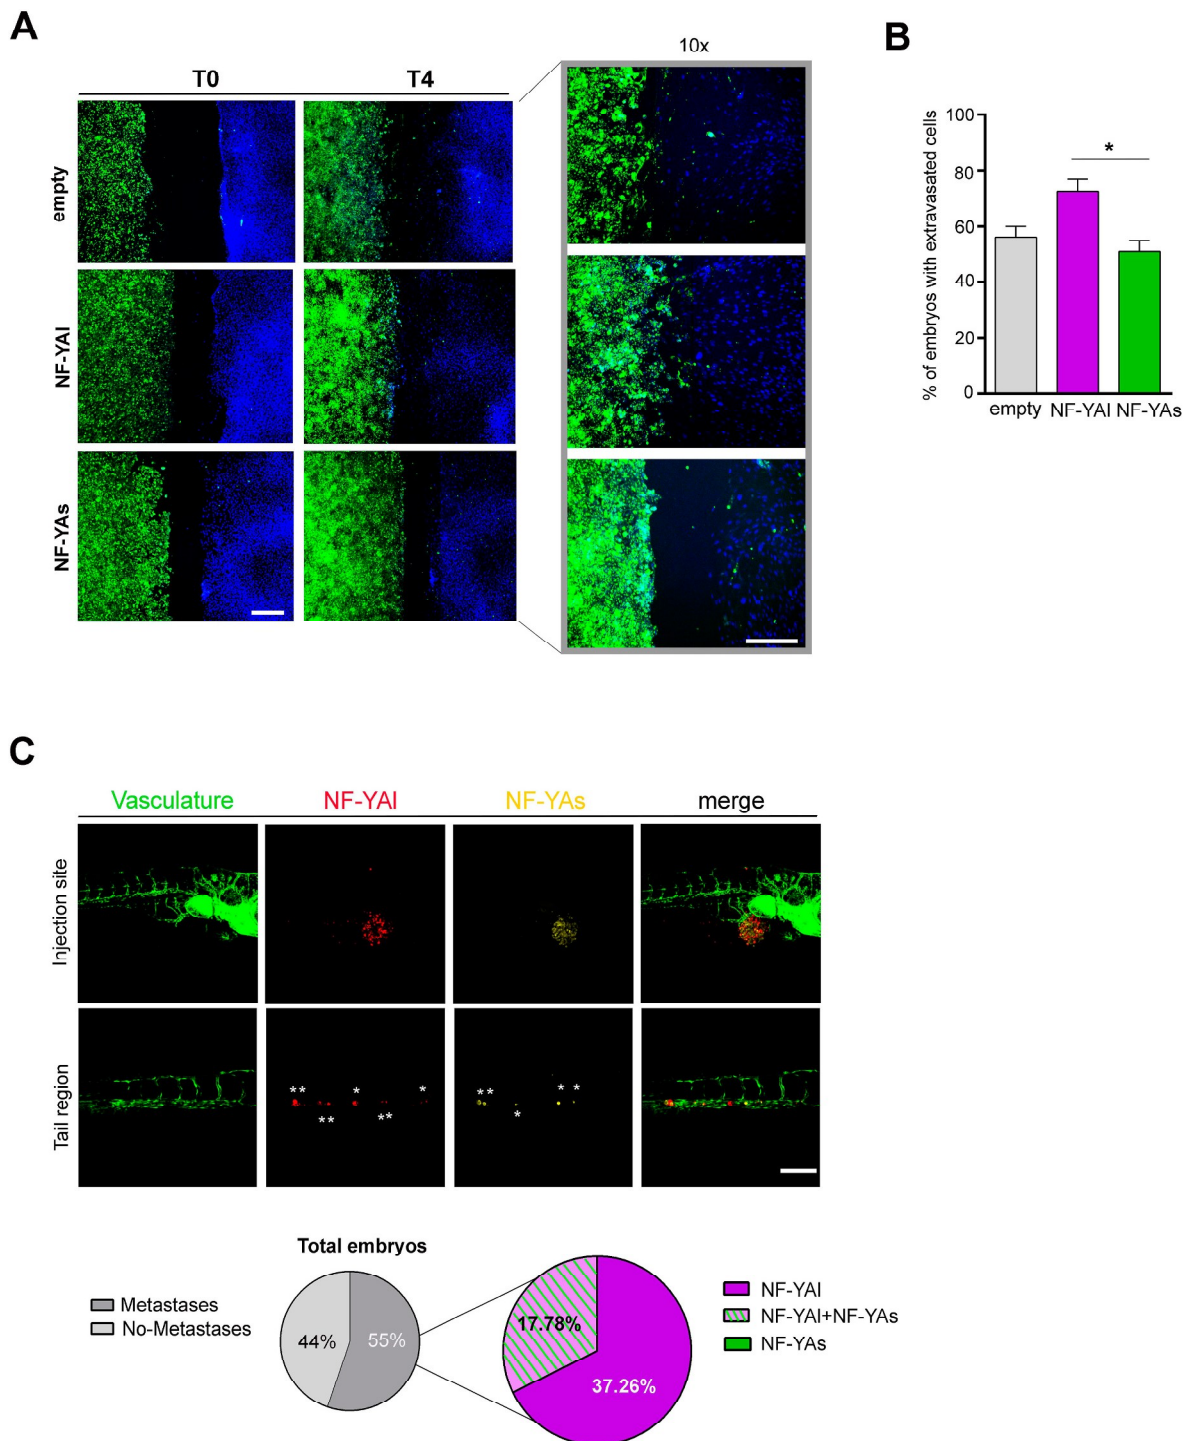 A
T0
T4
10x
empty
NF-YAl
NF-YAs
B
% of embryos with extravasated cells
100
80
60
40
20
0
*
empty NF-YAl NF-YAs
C
Vasculature
NF-YAl
NF-YAs
merge
Injection site
Tail region
** * *
** **
** * *
*
Total embryos
Metastases
No-Metastases
44%
55%
17.78%
37.26%
NF-YAl
NF-YAl+NF-YAs
NF-YAs